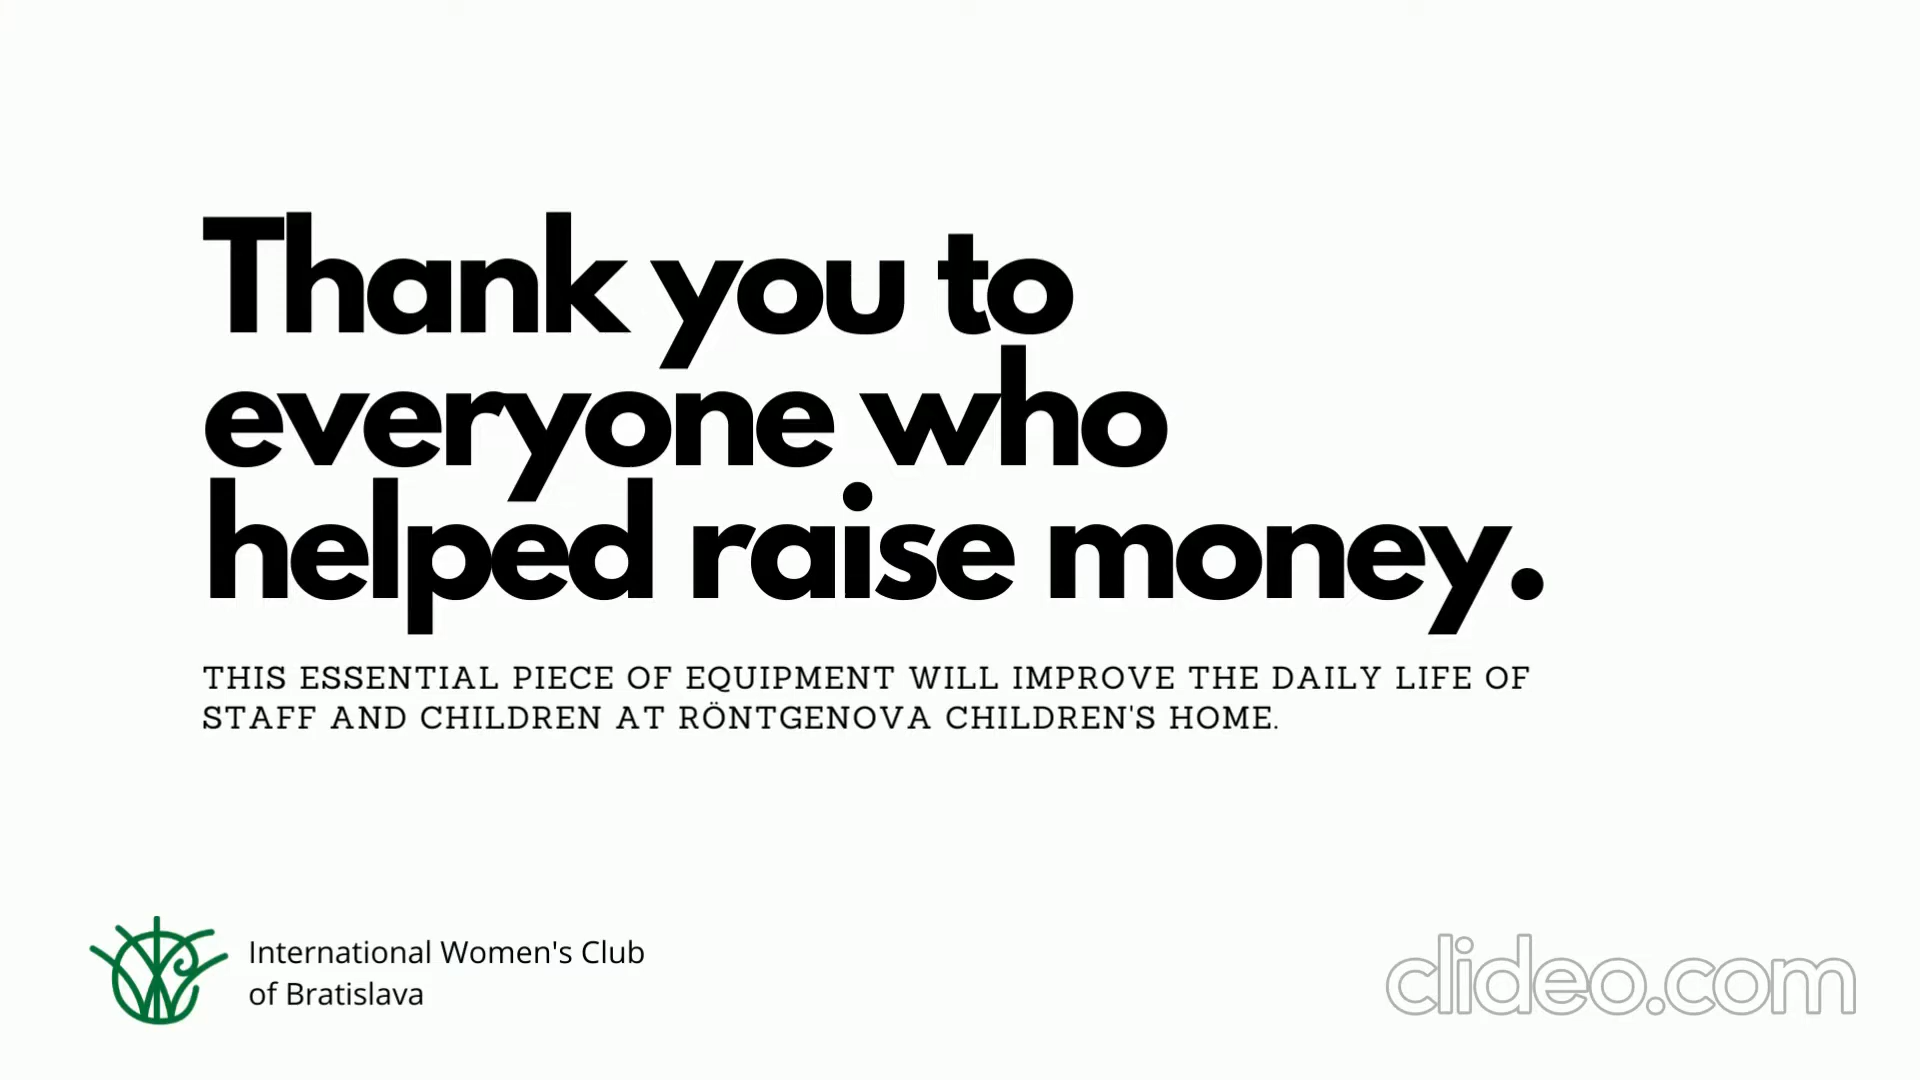 Thank you to
everyone who
helped raise money.
THIS ESSENTIAL PIECE OF EQUIPMENT WILL IMPROVE THE DAILY LIFE OF
STAFF AND CHILDREN AT RÖNTGENOVA CHILDREN'S HOME.
International Women's Club
of Bratislava
clideo.com